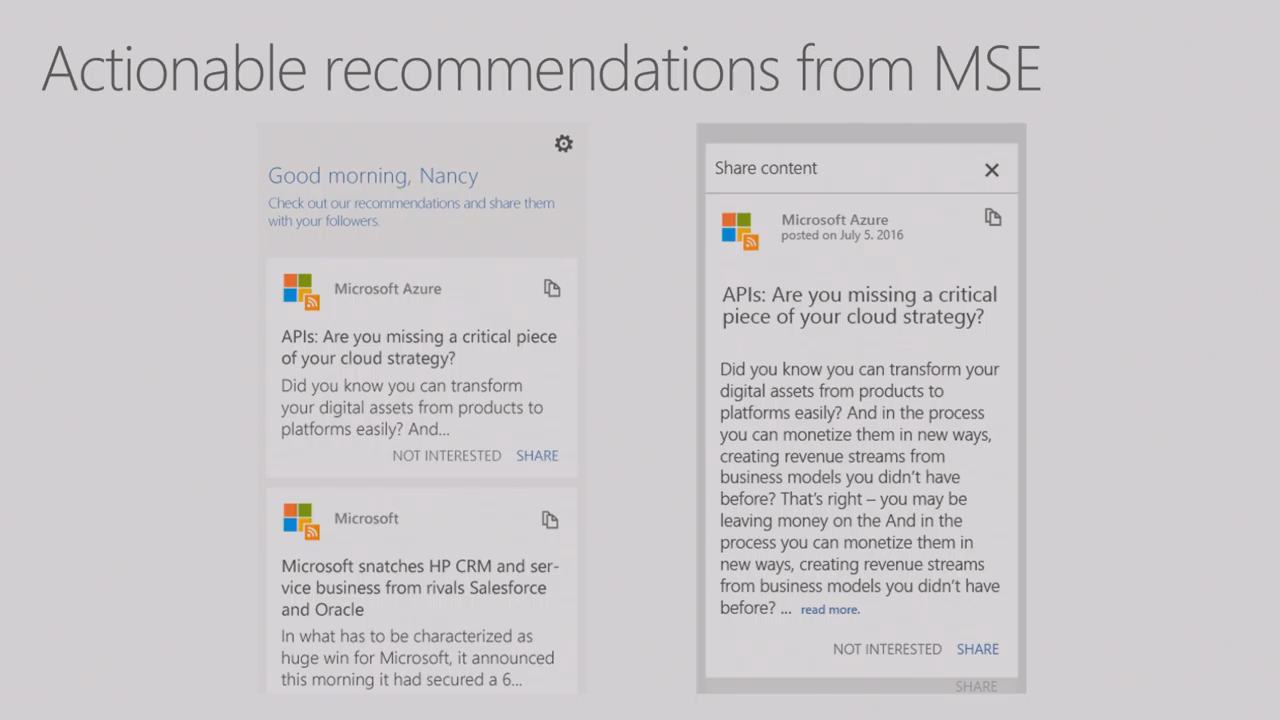 Actionable recommendations from MSE
Good morning, Nancy
Check out our recommendations and share them
with your followers.
Microsoft Azure
APIs: Are you missing a critical piece
of your cloud strategy?
Did you know you can transform
your digital assets from products to
platforms easily? And...
NOT INTERESTED SHARE
Microsoft
Microsoft snatches HP CRM and ser-
vice business from rivals Salesforce
and Oracle
In what has to be characterized as
huge win for Microsoft, it announced
this morning it had secured a 6...
Share content
Microsoft Azure
posted on July 5. 2016
APIs: Are you missing a critical
piece of your cloud strategy?
Did you know you can transform your
digital assets from products to
platforms easily? And in the process
you can monetize them in new ways,
creating revenue streams from
business models you didn't have
before? That's right – you may be
leaving money on the And in the
process you can monetize them in
new ways, creating revenue streams
from business models you didn't have
before? ... read more.
NOT INTERESTED SHARE
SHARE